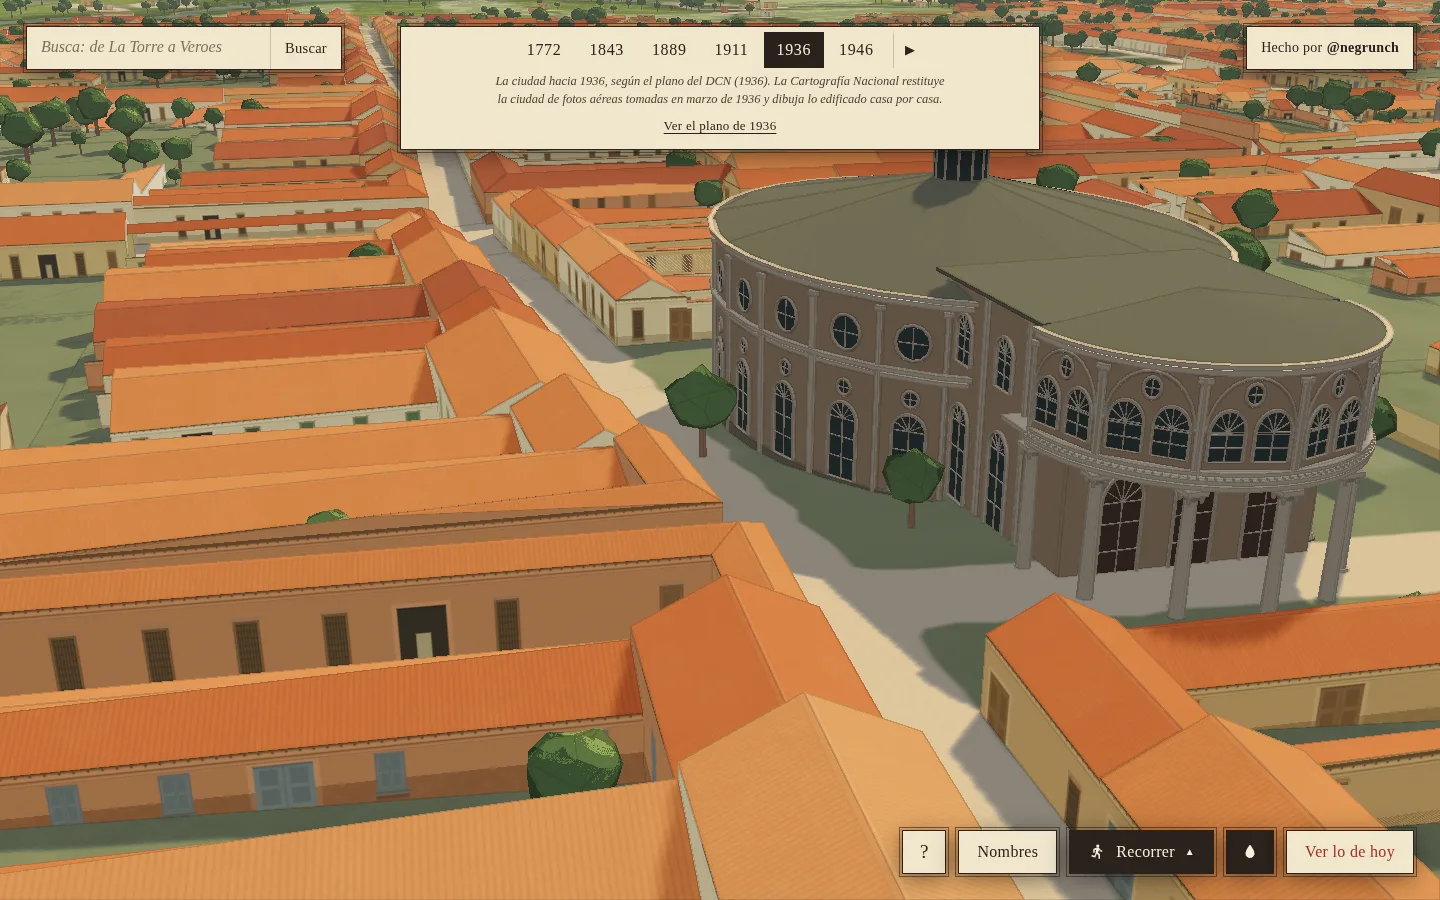 Busca: de La Torre a Veroes
Buscar
1772 1843 1889 1911 1936 1946 ▶
La ciudad hacia 1936, según el plano del DCN (1936). La Cartografía Nacional restituye
la ciudad de fotos aéreas tomadas en marzo de 1936 y dibuja lo edificado casa por casa.
Ver el plano de 1936
Hecho por @negrunch
?
Nombres
Recorrer ▲
Ver lo de hoy